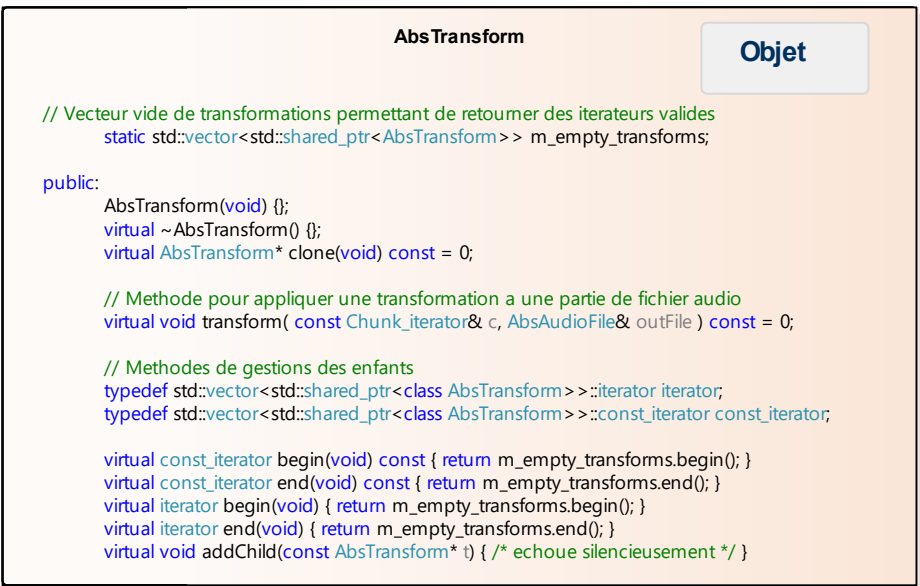 AbsTransform
Objet
// Vecteur vide de transformations permettant de retourner des iterateurs valides
static std::vector<std::shared_ptr<AbsTransform>> m_empty_transforms;
public:
AbsTransform(void) {};
virtual ~AbsTransform() {};
virtual AbsTransform* clone(void) const = 0;
// Methode pour appliquer une transformation a une partie de fichier audio
virtual void transform( const Chunk_iterator& c, AbsAudioFile& outFile ) const = 0;
// Methodes de gestions des enfants
typedef std::vector<std::shared_ptr<class AbsTransform>>::iterator iterator;
typedef std::vector<std::shared_ptr<class AbsTransform>>::const_iterator const_iterator;
virtual const_iterator begin(void) const { return m_empty_transforms.begin(); }
virtual const_iterator end(void) const { return m_empty_transforms.end(); }
virtual iterator begin(void) { return m_empty_transforms.begin(); }
virtual iterator end(void) { return m_empty_transforms.end(); }
virtual void addChild(const AbsTransform* t) { /* echoue silencieusement */ }